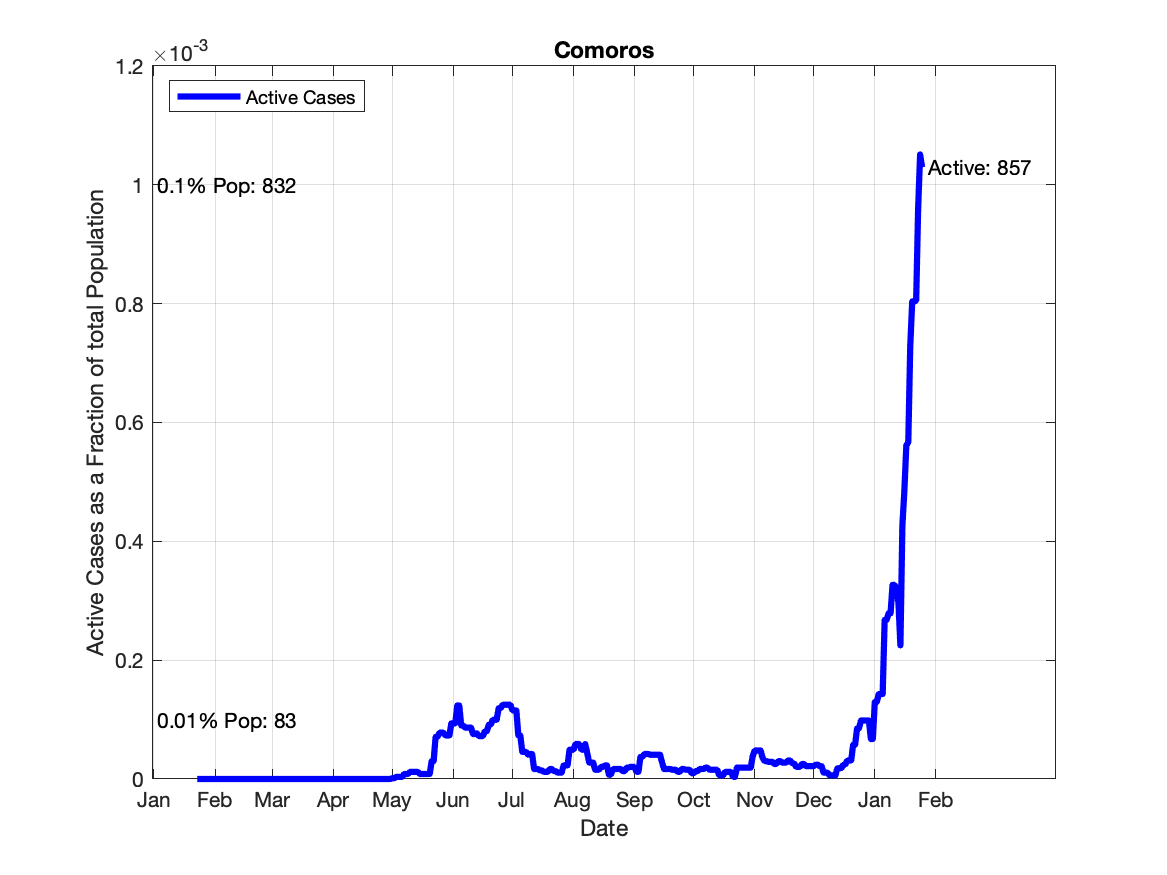 Comoros
×10-3
1.2
Active Cases
1
0.1% Pop: 832
Active: 857
0.8
0.6
0.4
0.2
0.01% Pop: 83
0
Active Cases as a Fraction of total Population
Jan Feb Mar Apr May Jun Jul Aug Sep Oct Nov Dec Jan Feb
Date